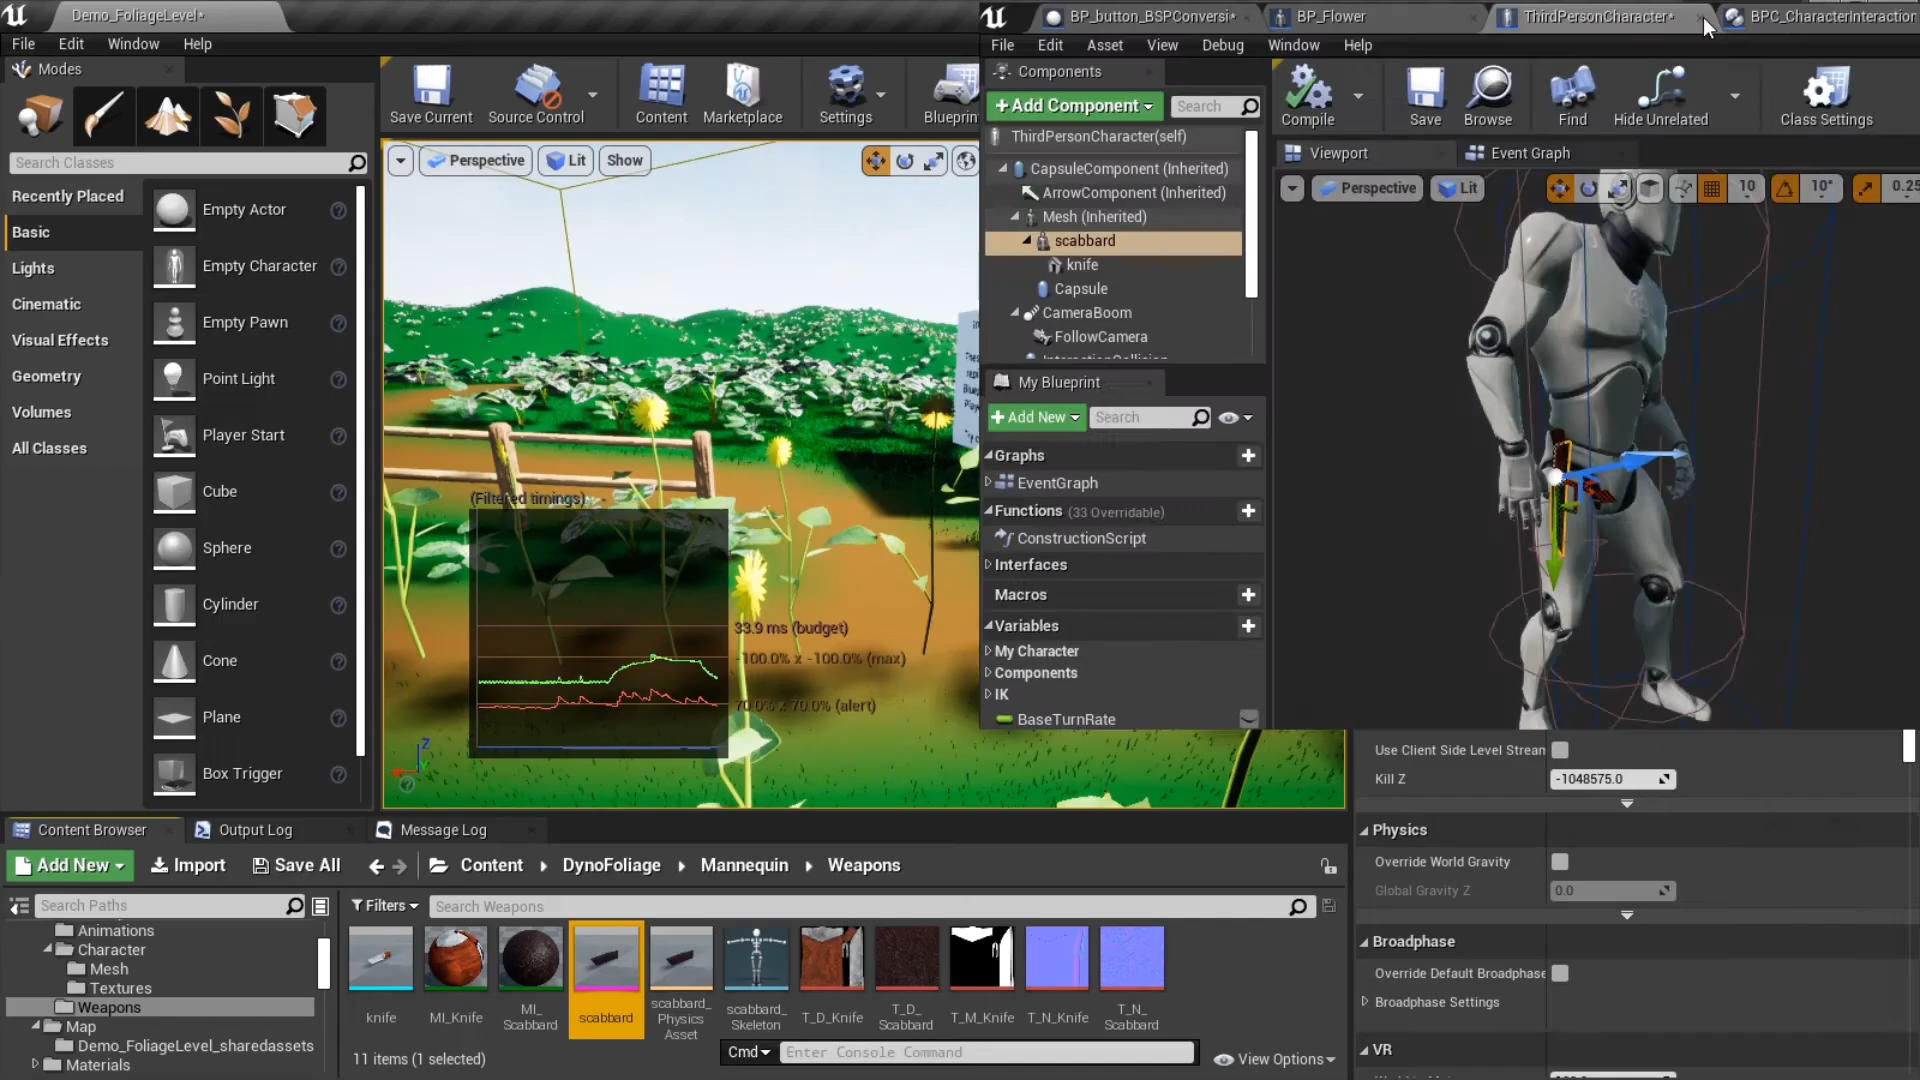 Demo_FoliageLevel*
File Edit Window Help
Modes
Search Classes
Recently Placed
Basic
Lights
Cinematic
Visual Effects
Geometry
Volumes
All Classes
Empty Actor
Empty Character
Empty Pawn
Point Light
Player Start
Cube
Sphere
Cylinder
Cone
Plane
Box Trigger
Save Current
Source Control
Content
Marketplace
Settings
Perspective
Lit
Show
(Filtered timings)
33.9 ms (budget)
-100.0% x -100.0% (max)
70.0% x 70.0% (alert)
Z
BP_button_BSPConversi*
BP_Flower
ThirdPersonCharacter*
BPC_CharacterInteraction
File Edit Asset View Debug Window Help
Components
+Add Component
Search
ThirdPersonCharacter(self)
CapsuleComponent (Inherited)
ArrowComponent (Inherited)
Mesh (Inherited)
scabbard
knife
Capsule
CameraBoom
FollowCamera
My Blueprint
+Add New
Search
Graphs
EventGraph
Functions (33 Overridable)
ConstructionScript
Interfaces
Macros
Variables
My Character
Components
IK
BaseTurnRate
Compile
Save
Browse
Find
Hide Unrelated
Class Settings
Viewport
Event Graph
Perspective
Lit
10
10°
0.25
Use Client Side Level Strean
Kill Z
-1048575.0
Physics
Override World Gravity
Global Gravity Z
0.0
Broadphase
Override Default Broadphase
Broadphase Settings
VR
Content Browser
Output Log
Message Log
Add New
Import
Save All
Content
DynoFoliage
Mannequin
Weapons
Search Paths
Filters
Search Weapons
Animations
Character
Mesh
Textures
Weapons
Map
Demo_FoliageLevel_sharedassets
Materials
knife
MI_Knife
MI_
Scabbard
scabbard
scabbard_
Physics
Asset
scabbard_
Skeleton
T_D_Knife
T_D_
Scabbard
T_M_Knife
T_N_Knife
T_N_
Scabbard
11 items (1 selected)
Cmd
Enter Console Command
View Options